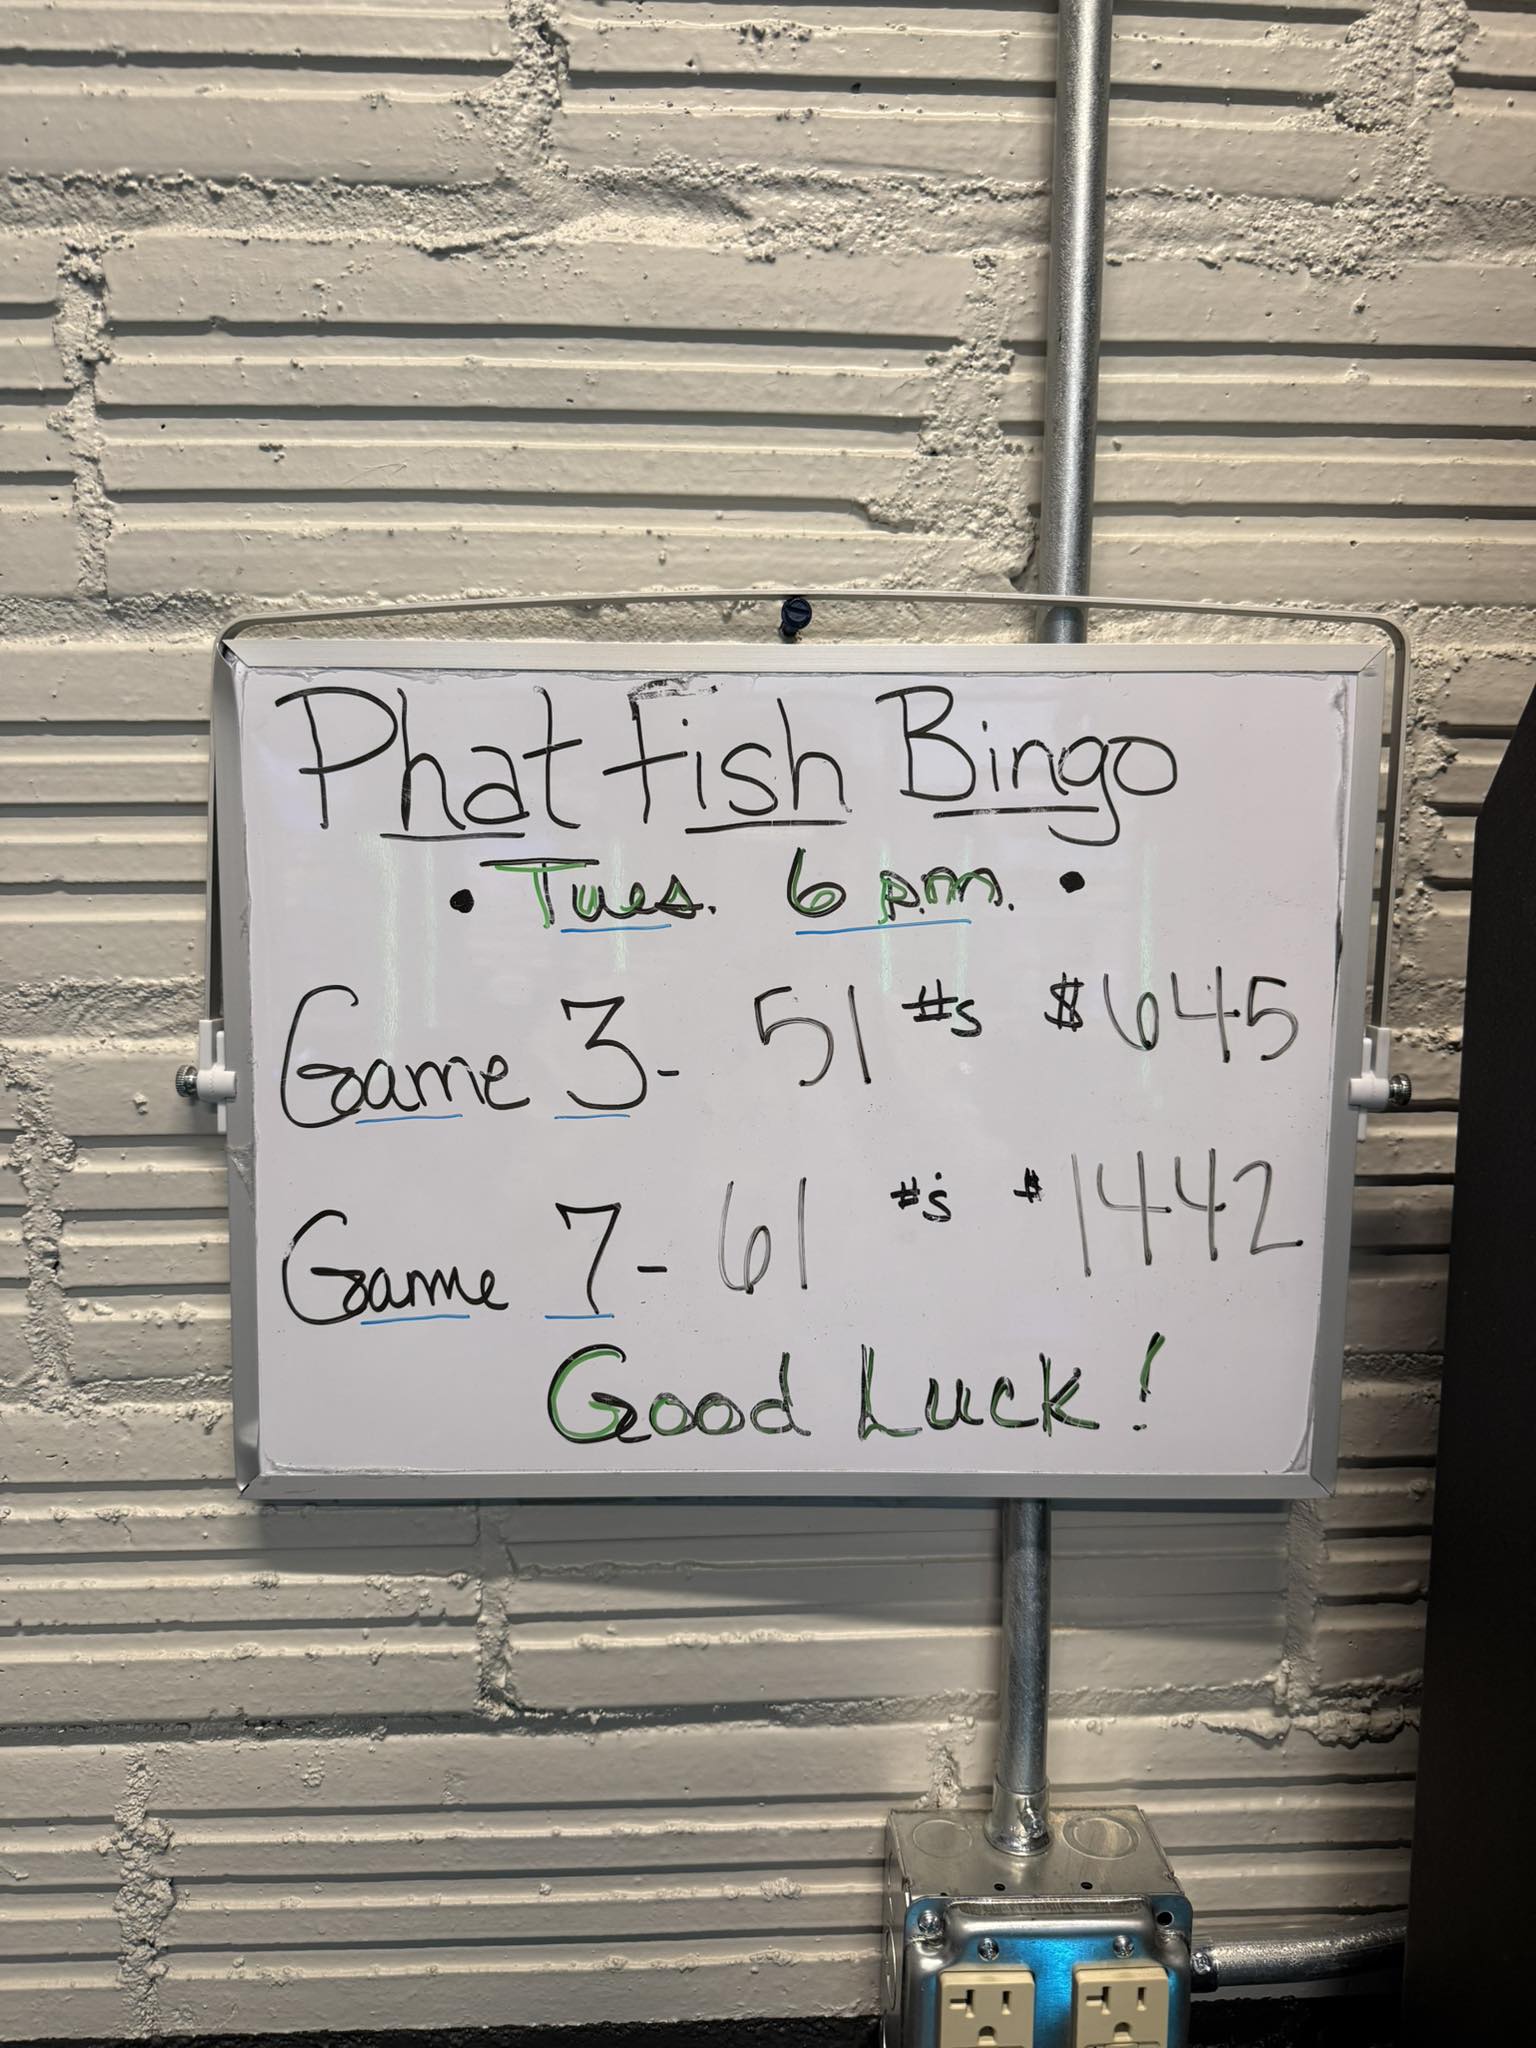 Phat Fish Bingo
• Tues. 6 p.m. •
Game 3- 51 #s $645
Game 7- 61 #'s $1442
Good Luck!